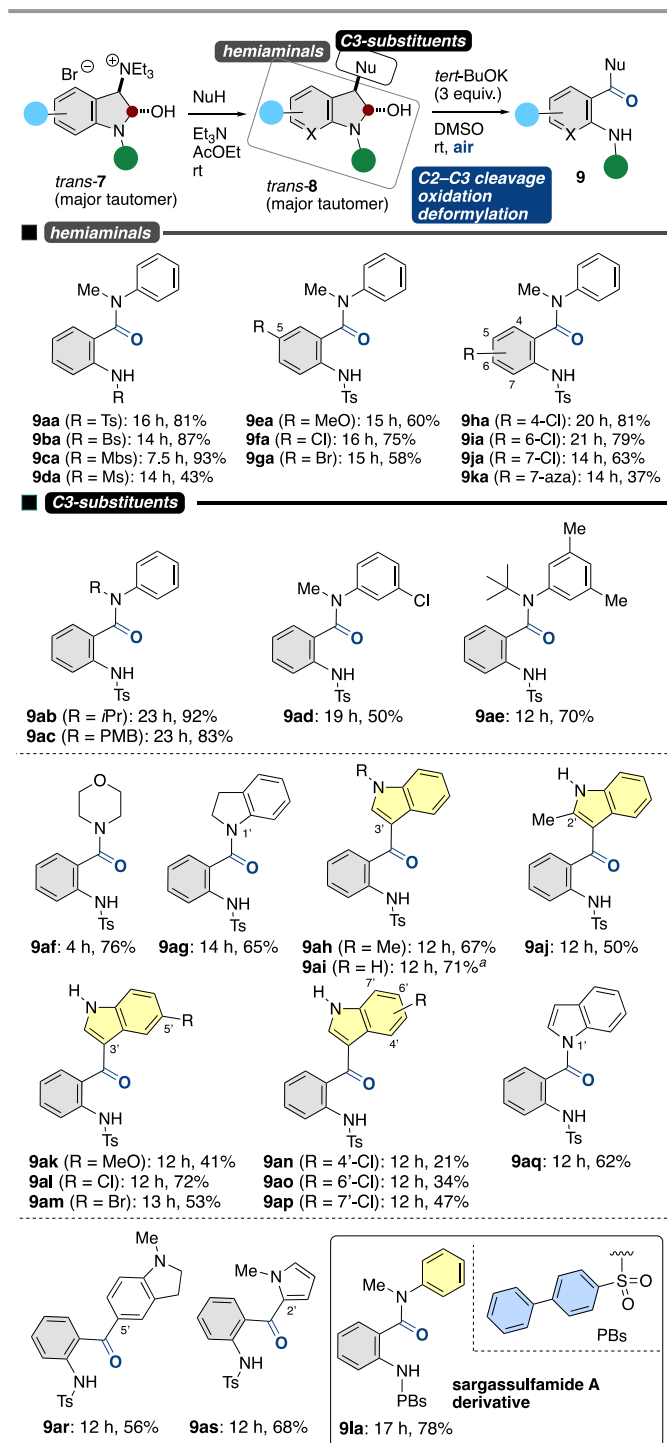 hemiaminals
C3-substituents
Br⊖
⊕
NEt3
OH
N
trans-7
(major tautomer)
NuH
Et3N
AcOEt
rt
Nu
OH
X
N
trans-8
(major tautomer)
tert-BuOK
(3 equiv.)
DMSO
rt, air
C2–C3 cleavage
oxidation
deformylation
Nu
O
X
NH
9
hemiaminals
Me
N
O
NH
R
9aa (R = Ts): 16 h, 81%
9ba (R = Bs): 14 h, 87%
9ca (R = Mbs): 7.5 h, 93%
9da (R = Ms): 14 h, 43%
Me
N
R
5
O
NH
Ts
9ea (R = MeO): 15 h, 60%
9fa (R = Cl): 16 h, 75%
9ga (R = Br): 15 h, 58%
Me
N
4
5
O
R
6
7
NH
Ts
9ha (R = 4-Cl): 20 h, 81%
9ia (R = 6-Cl): 21 h, 79%
9ja (R = 7-Cl): 14 h, 63%
9ka (R = 7-aza): 14 h, 37%
C3-substituents
R
N
O
NH
Ts
9ab (R = iPr): 23 h, 92%
9ac (R = PMB): 23 h, 83%
Me
N
Cl
O
NH
Ts
9ad: 19 h, 50%
Me
N
Me
O
NH
Ts
9ae: 12 h, 70%
O
N
O
NH
Ts
9af: 4 h, 76%
N
1'
O
NH
Ts
9ag: 14 h, 65%
R
N
3'
O
NH
Ts
9ah (R = Me): 12 h, 67%
9ai (R = H): 12 h, 71%a
H
N
Me
2'
O
NH
Ts
9aj: 12 h, 50%
H
N
R
5'
3'
O
NH
Ts
9ak (R = MeO): 12 h, 41%
9al (R = Cl): 12 h, 72%
9am (R = Br): 13 h, 53%
H
N
7'
6'
R
4'
O
NH
Ts
9an (R = 4'-Cl): 12 h, 21%
9ao (R = 6'-Cl): 12 h, 34%
9ap (R = 7'-Cl): 12 h, 47%
N
1'
O
NH
Ts
9aq: 12 h, 62%
Me
N
5'
O
NH
Ts
9ar: 12 h, 56%
Me
N
2'
O
NH
Ts
9as: 12 h, 68%
Me
N
O
NH
PBs
9la: 17 h, 78%
S
O
O
PBs
sargassulfamide A
derivative